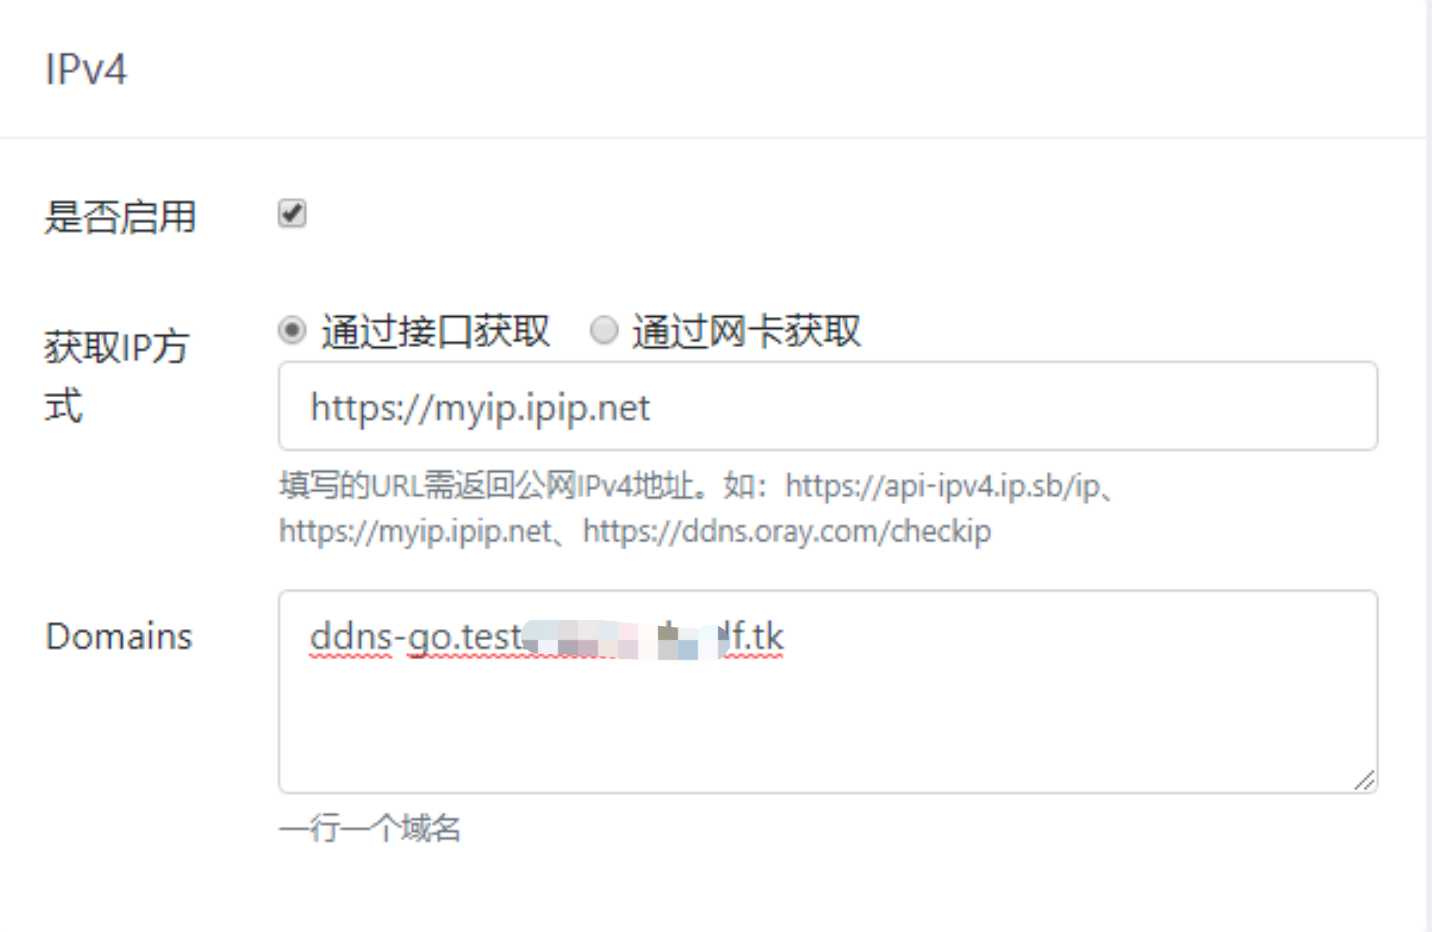 IPv4
是否启用
获取IP方式
通过接口获取 通过网卡获取
https://myip.ipip.net
填写的URL需返回公网IPv4地址。如：https://api-ipv4.ip.sb/ip、
https://myip.ipip.net、https://ddns.oray.com/checkip
Domains
ddns-go.test
f.tk
一行一个域名